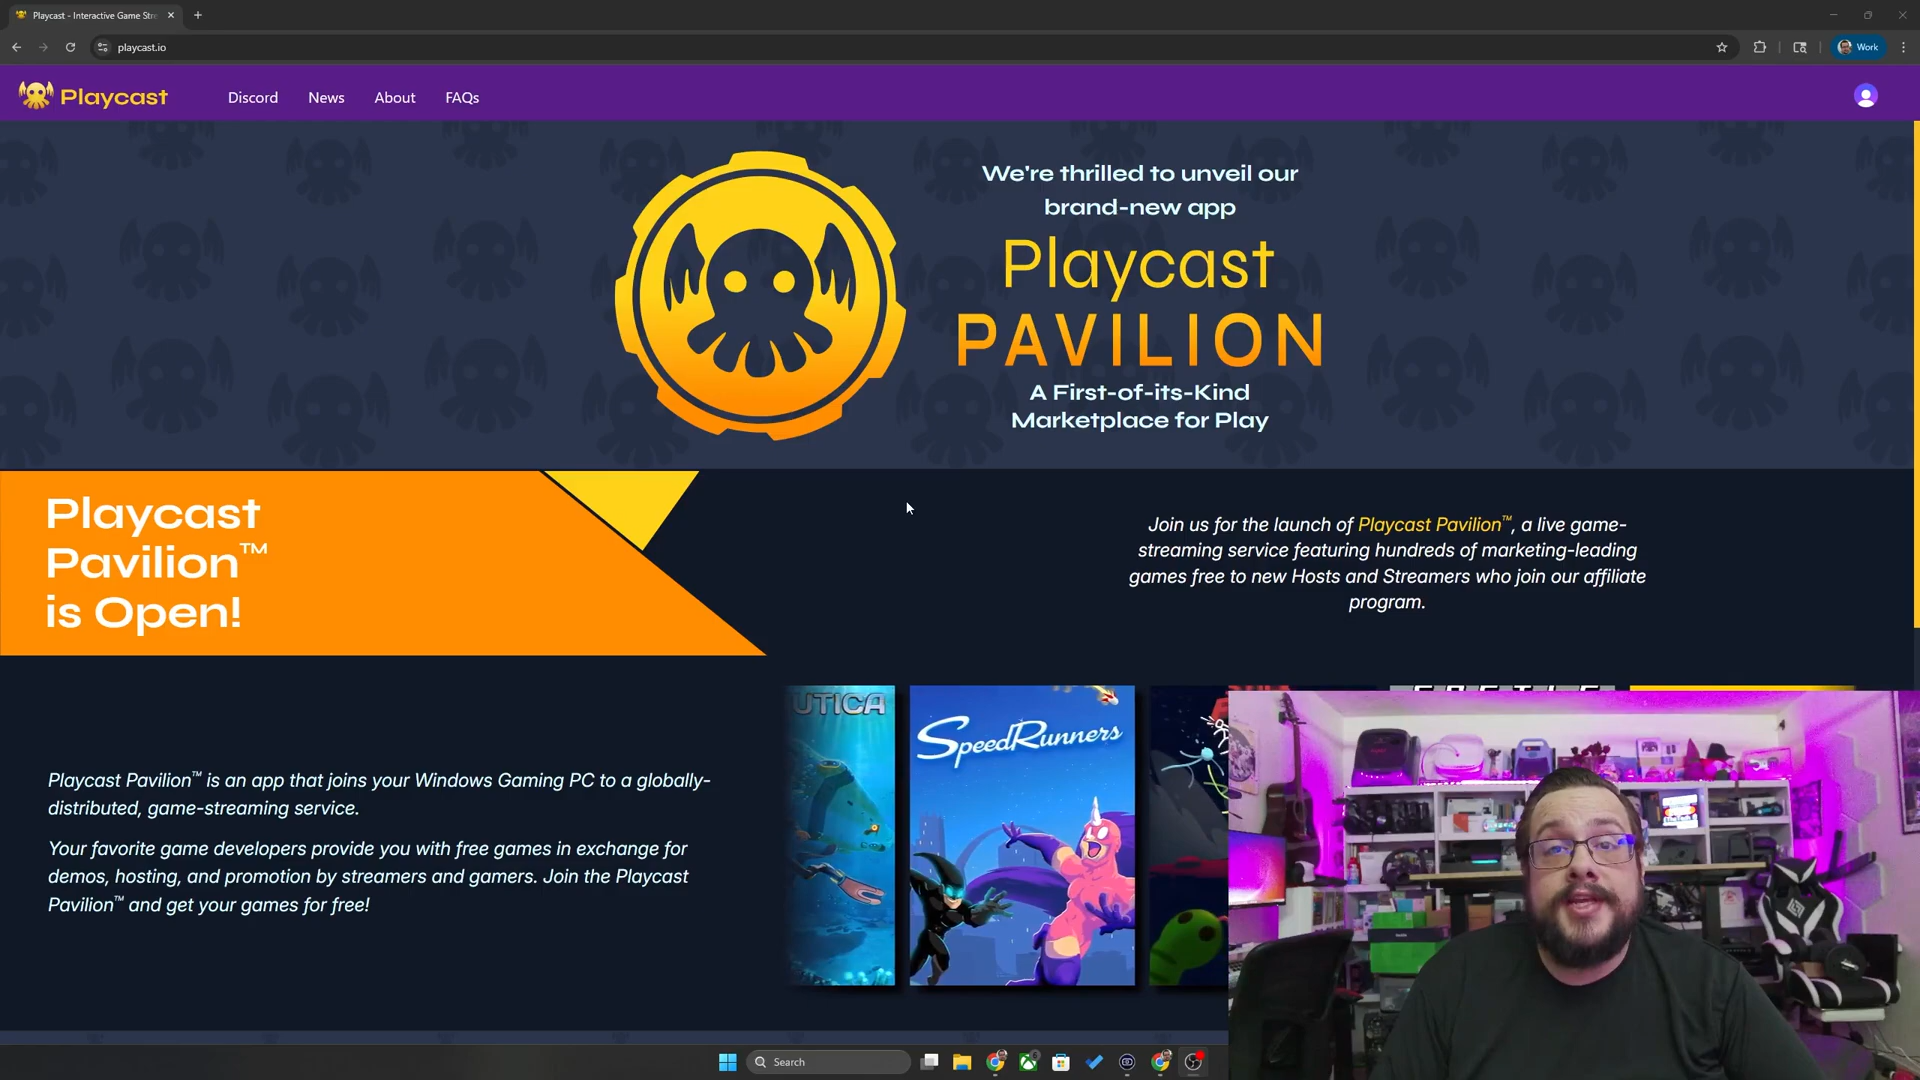 Playcast - Interactive Game Stre
playcast.io
Work
Playcast
Discord
News
About
FAQs
We're thrilled to unveil our
brand-new app
Playcast
PAVILION
A First-of-its-Kind
Marketplace for Play
Playcast
Pavilion™
is Open!
Join us for the launch of Playcast Pavilion™, a live game-
streaming service featuring hundreds of marketing-leading
games free to new Hosts and Streamers who join our affiliate
program.
Playcast Pavilion™ is an app that joins your Windows Gaming PC to a globally-
distributed, game-streaming service.
Your favorite game developers provide you with free games in exchange for
demos, hosting, and promotion by streamers and gamers. Join the Playcast
Pavilion™ and get your games for free!
UTICA
SpeedRunners
Search